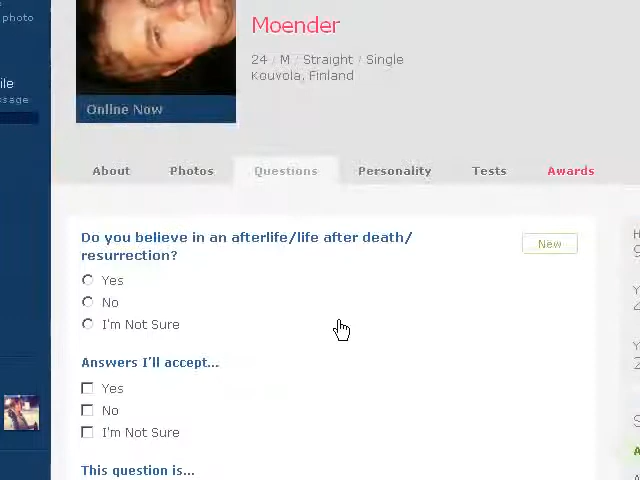 photo
Moender
24 / M / Straight / Single
Kouvola, Finland
Online Now
About Photos Questions Personality Tests Awards
Do you believe in an afterlife/life after death/
resurrection?
New
Yes
No
I'm Not Sure
Answers I'll accept...
Yes
No
I'm Not Sure
This question is...